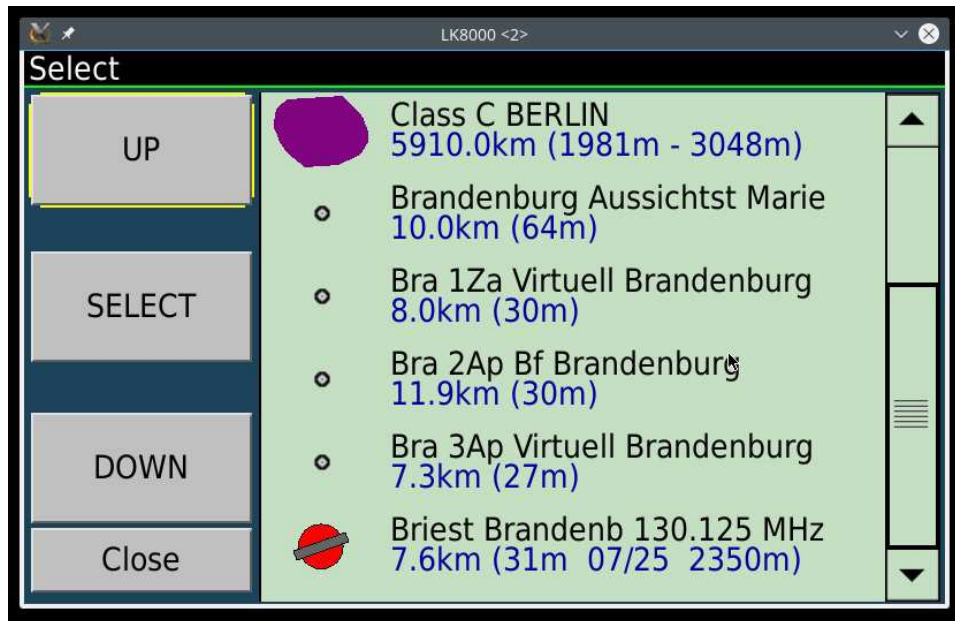 LK8000 <2>
Select
UP
SELECT
DOWN
Close
Class C BERLIN
5910.0km (1981m - 3048m)
Brandenburg Aussichtst Marie
10.0km (64m)
Bra 1Za Virtuell Brandenburg
8.0km (30m)
Bra 2Ap Bf Brandenburg
11.9km (30m)
Bra 3Ap Virtuell Brandenburg
7.3km (27m)
Briest Brandenb 130.125 MHz
7.6km (31m 07/25 2350m)